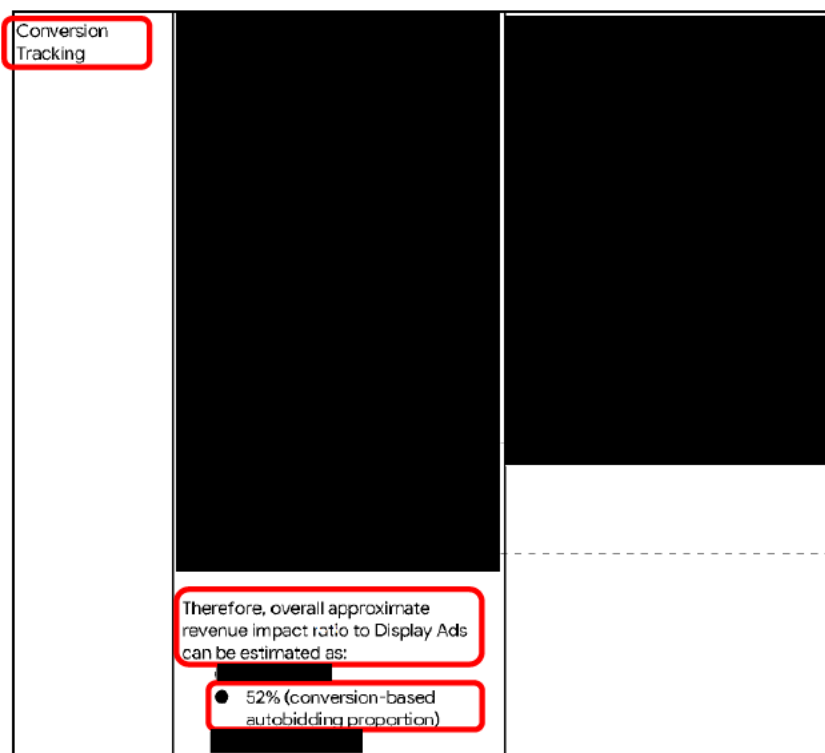 Conversion
Tracking
Therefore, overall approximate
revenue impact ratio to Display Ads
can be estimated as:
● 52% (conversion-based
autobidding proportion)